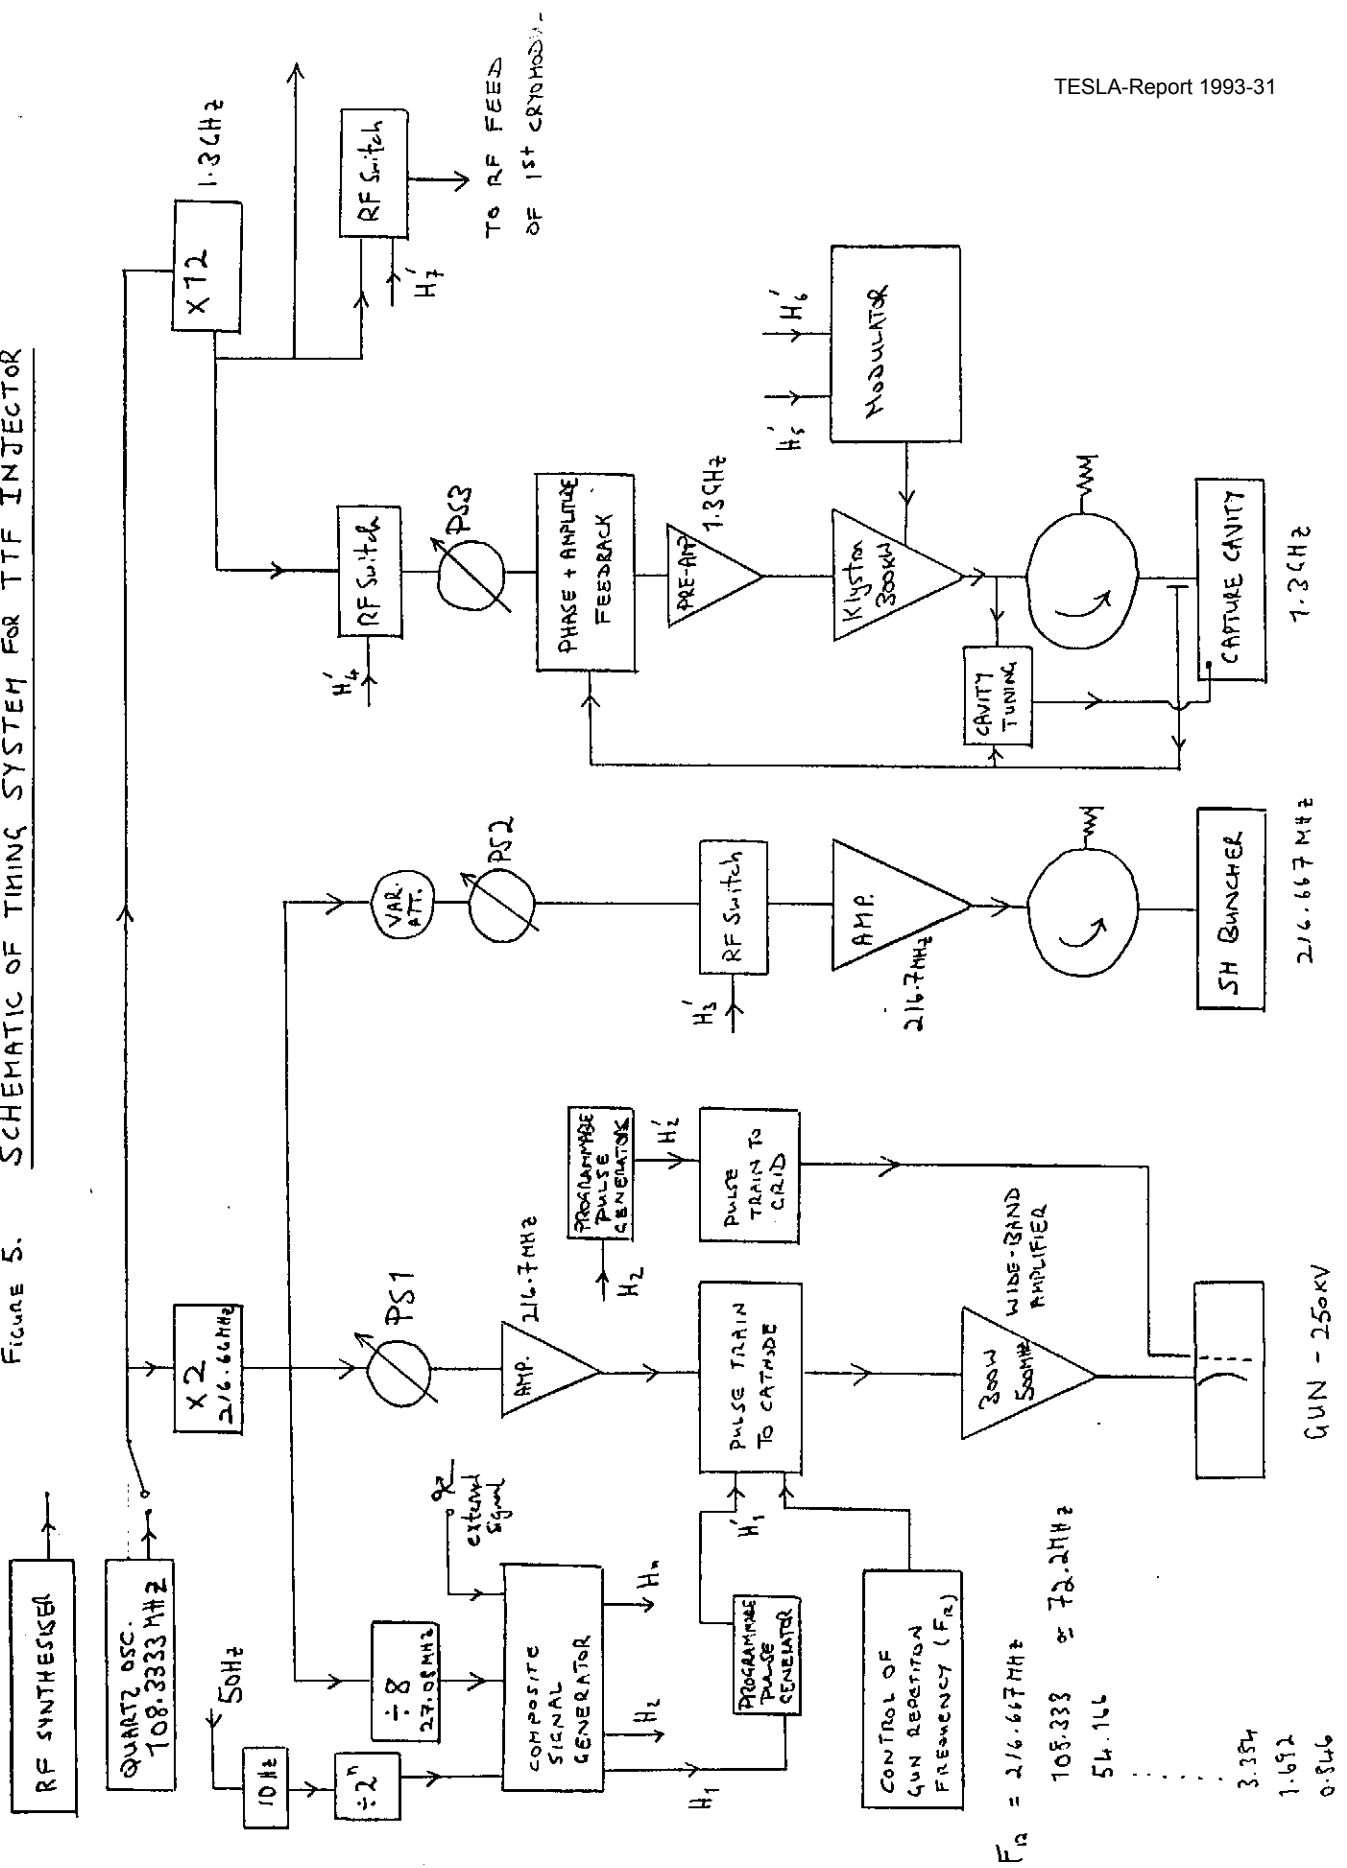 TESLA-Report 1993-31
FIGURE 5. SCHEMATIC OF TIMING SYSTEM FOR TTF INJECTOR
RF SYNTHESISER
QUARTZ OSC.
108.3333 MHz
X2
216.66MHz
X12
1.3GHz
RF Switch
H'7
TO RF FEED
OF 1st
50Hz
10Hz
÷2ⁿ
÷8
27.08MHz
external
signal
COMPOSITE
SIGNAL
GENERATOR
H1
H2
Hn
PROGRAMMABLE
PULSE
GENERATOR
H'1
CONTROL OF
GUN REPETITION
FREQUENCY (F12)
F12 = 216.667MHz
108.333 or 72.2MHz
54.166
3.384
1.692
0.846
PS1
AMP.
216.7MHz
PULSE TRAIN
TO CATHODE
300W
500MHz
WIDE-BAND
AMPLIFIER
GUN - 250KV
H2
PROGRAMMABLE
PULSE
GENERATORS
H'2
PULSE
TRAIN TO
GRID
VAR.
ATT.
PS2
H'3
RF Switch
AMP.
216.7MHz
SH BUNCHER
216.667 MHz
H'4
RF Switch
PS3
PHASE + AMPLITUDE
FEEDBACK
PRE-AMP
1.3GHz
Klystron
300KW
H'5
H'6
MODULATOR
CAVITY
TUNING
CAPTURE CAVITY
1.3GHz